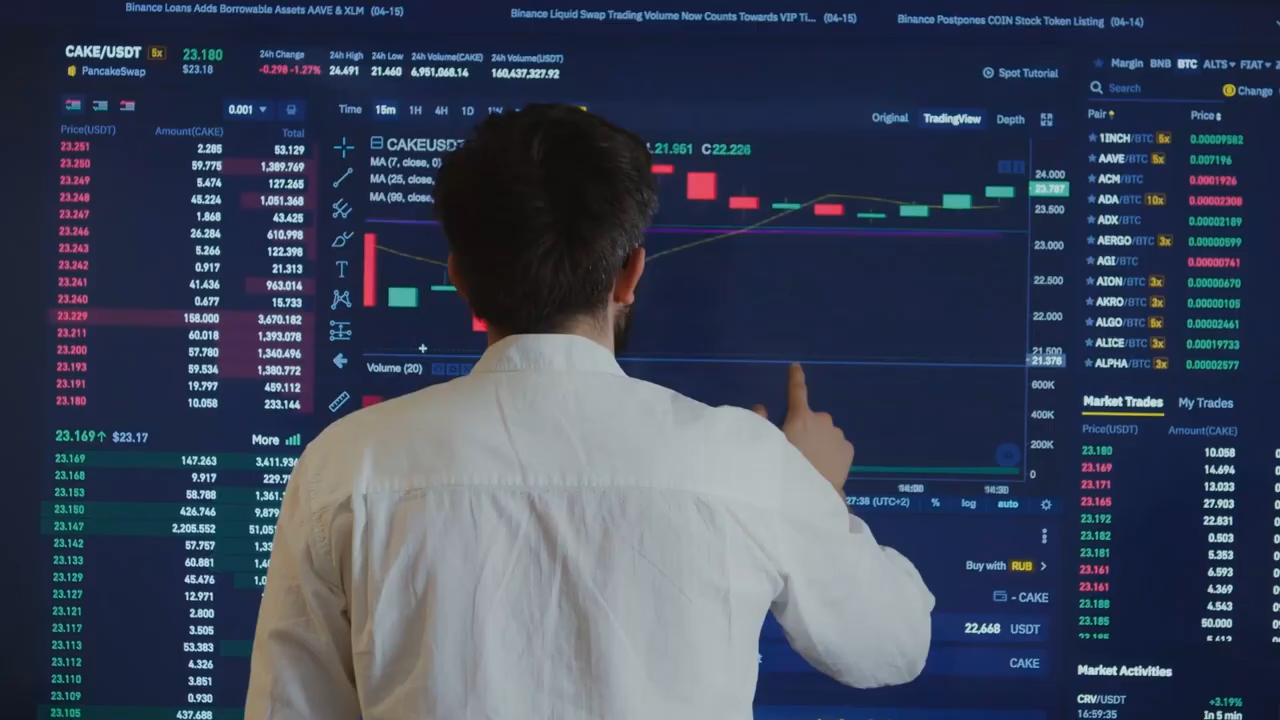 Binance Loans Adds Borrowable Assets AAVE & XLM (04-15)
Binance Liquid Swap Trading Volume Now Counts Towards VIP Ti... (04-15)
Binance Postpones COIN Stock Token Listing (04-14)
CAKE/USDT 5x 23.180
PancakeSwap $23.18
24h Change 24h High 24h Low 24h Volume(CAKE) 24h Volume(USDT)
-0.298 -1.27% 24.491 21.460 6,951,068.14 160,437,327.92
Spot Tutorial
0.001
Price(USDT) Amount(CAKE) Total
23.251 2.285 53.129
23.250 59.775 1,389.769
23.249 5.474 127.265
23.248 45.224 1,051.368
23.247 1.868 43.425
23.246 26.284 610.998
23.243 5.266 122.398
23.242 0.917 21.313
23.241 41.436 963.014
23.240 0.677 15.733
23.229 158.000 3,670.182
23.211 60.018 1,393.078
23.200 57.780 1,340.496
23.193 59.534 1,380.772
23.191 19.797 459.112
23.180 10.058 233.144
23.169↑ $23.17 More
23.169 147.263 3,411.936
23.168 9.917
23.153 58.788
23.150 426.746
23.147 2,205.552
23.142 57.757
23.133 60.881
23.129 45.476
23.127 12.971
23.121 2.800
23.117 3.505
23.113 53.383
23.112 4.326
23.110 3.851
23.109 0.930
23.105 437.688
Time 15m 1H 4H 1D
Original TradingView Depth
CAKEUSDT L21.951 C22.226
MA (7, close, 0)
MA (25, close,
MA (99, close,
24.000
23.787
23.500
23.000
22.500
22.000
21.500
21.376
Volume (20)
600K
400K
200K
0
14:00 14:30
27:38 (UTC+2) % log auto
Buy with RUB >
- CAKE
22,668 USDT
CAKE
Margin BNB BTC ALTS FIAT
Search
Change
Pair Price
1INCH/BTC 5x 0.00009582
AAVE/BTC 5x 0.007196
ACM/BTC 0.0001926
ADA/BTC 10x 0.00002308
ADX/BTC 0.00002189
AERGO/BTC 3x 0.00000599
AGI/BTC 0.00000741
AION/BTC 3x 0.00000670
AKRO/BTC 3x 0.00000105
ALGO/BTC 5x 0.00002461
ALICE/BTC 3x 0.00019733
ALPHA/BTC 3x 0.00002577
Market Trades My Trades
Price(USDT) Amount(CAKE)
23.180 10.058
23.169 14.694
23.171 13.033
23.165 27.903
23.192 22.831
23.182 0.503
23.181 5.353
23.161 6.593
23.161 4.369
23.188 4.543
23.185 50.000
Market Activities
CRV/USDT +3.19%
16:59:35 In 5 min